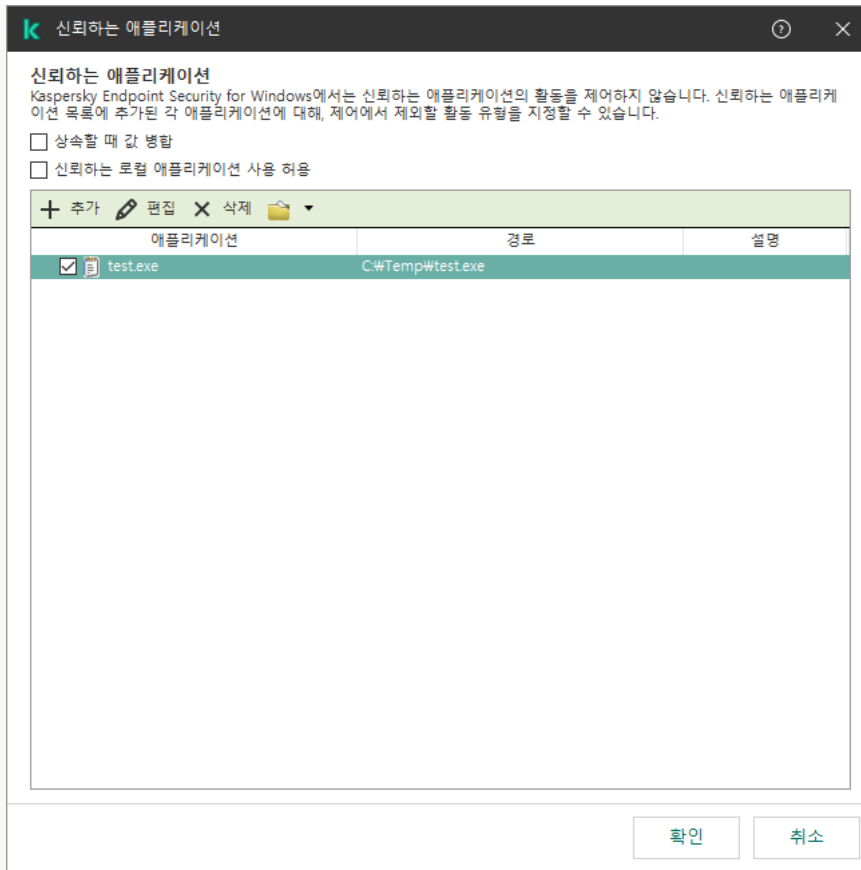 신뢰하는 애플리케이션
신뢰하는 애플리케이션
Kaspersky Endpoint Security for Windows에서는 신뢰하는 애플리케이션의 활동을 제어하지 않습니다. 신뢰하는 애플리케
이션 목록에 추가된 각 애플리케이션에 대해, 제어에서 제외할 활동 유형을 지정할 수 있습니다.
상속할 때 값 병합
신뢰하는 로컬 애플리케이션 사용 허용
추가 편집 삭제
애플리케이션 경로 설명
test.exe C:₩Temp₩test.exe
확인 취소